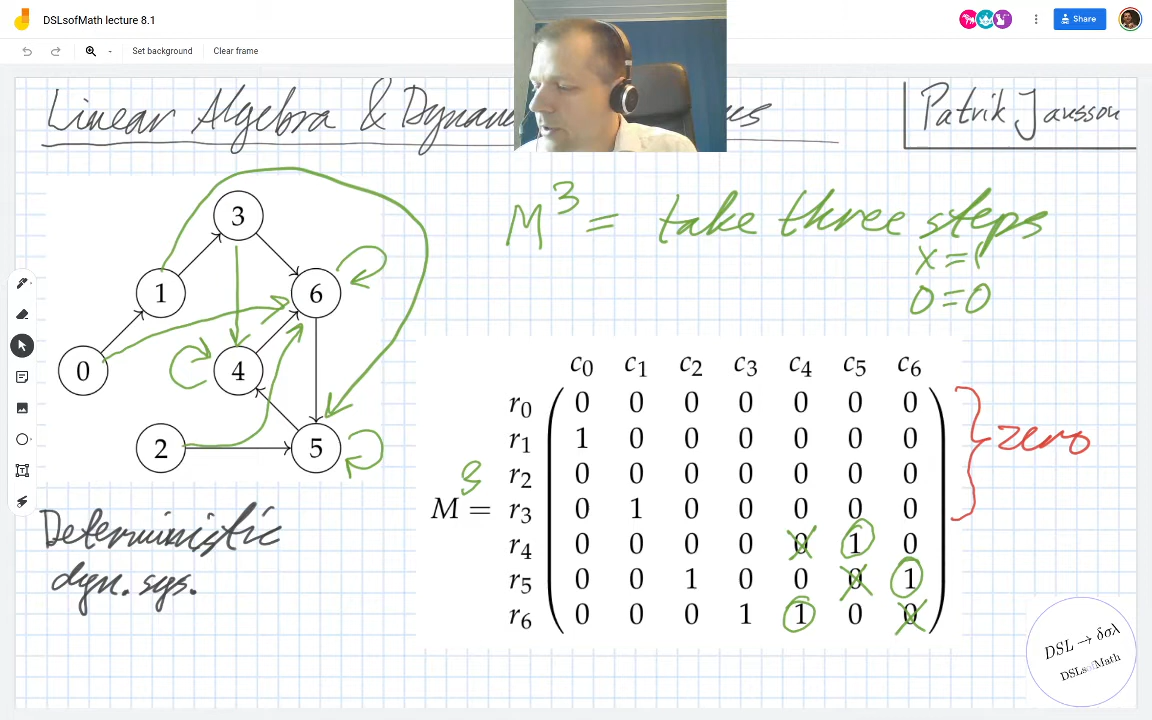 DSLsofMath lecture 8.1
Share
Set background
Clear frame
Linear Algebra & Dynam
Patrik Jansson
M³ = take three steps
x = 0
0 = 0
3
1
6
0
4
2
5
Deterministic
dyn. sys.
c0 c1 c2 c3 c4 c5 c6
r0 0 0 0 0 0 0 0
r1 1 0 0 0 0 0 0
r2 0 0 0 0 0 0 0
M³ = r3 0 1 0 0 0 0 0
r4 0 0 0 0 0 1 0
r5 0 0 1 0 0 0 1
r6 0 0 0 1 1 0 0
zero
DSL → δσλ
DSLsofMath